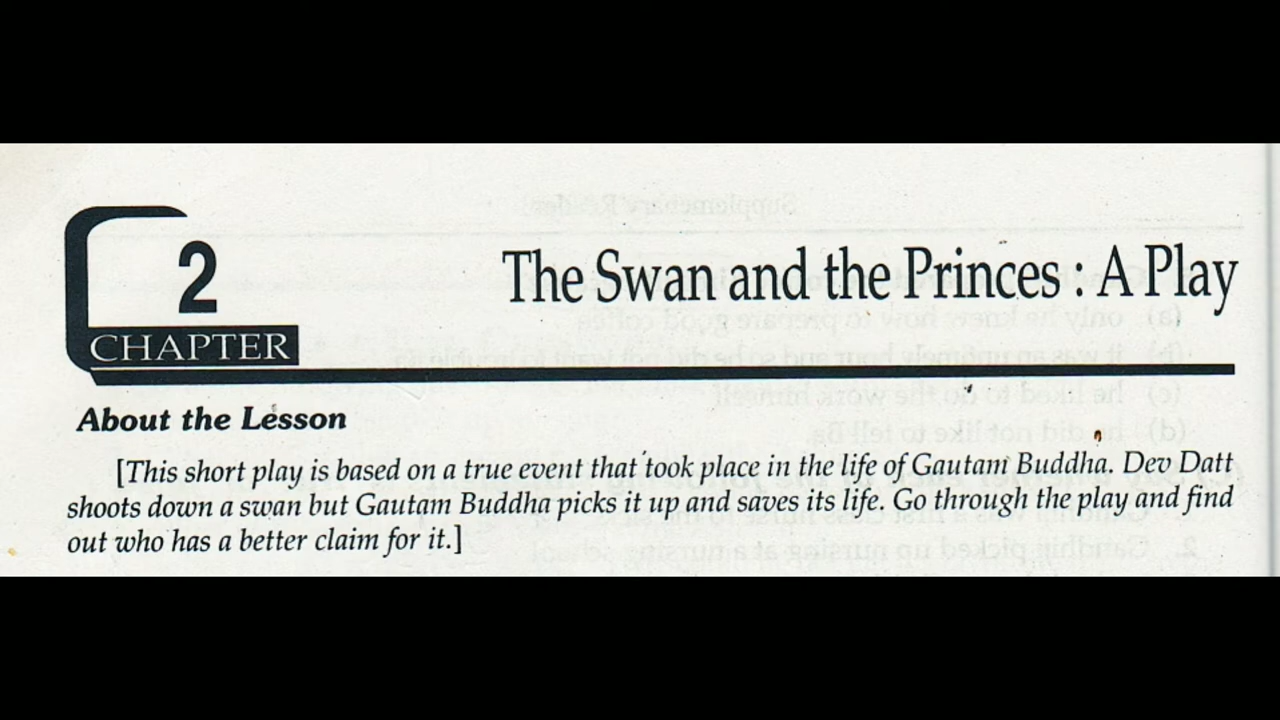 2
CHAPTER
The Swan and the Princes : A Play
About the Lesson
[This short play is based on a true event that took place in the life of Gautam Buddha. Dev Datt
shoots down a swan but Gautam Buddha picks it up and saves its life. Go through the play and find
out who has a better claim for it.]